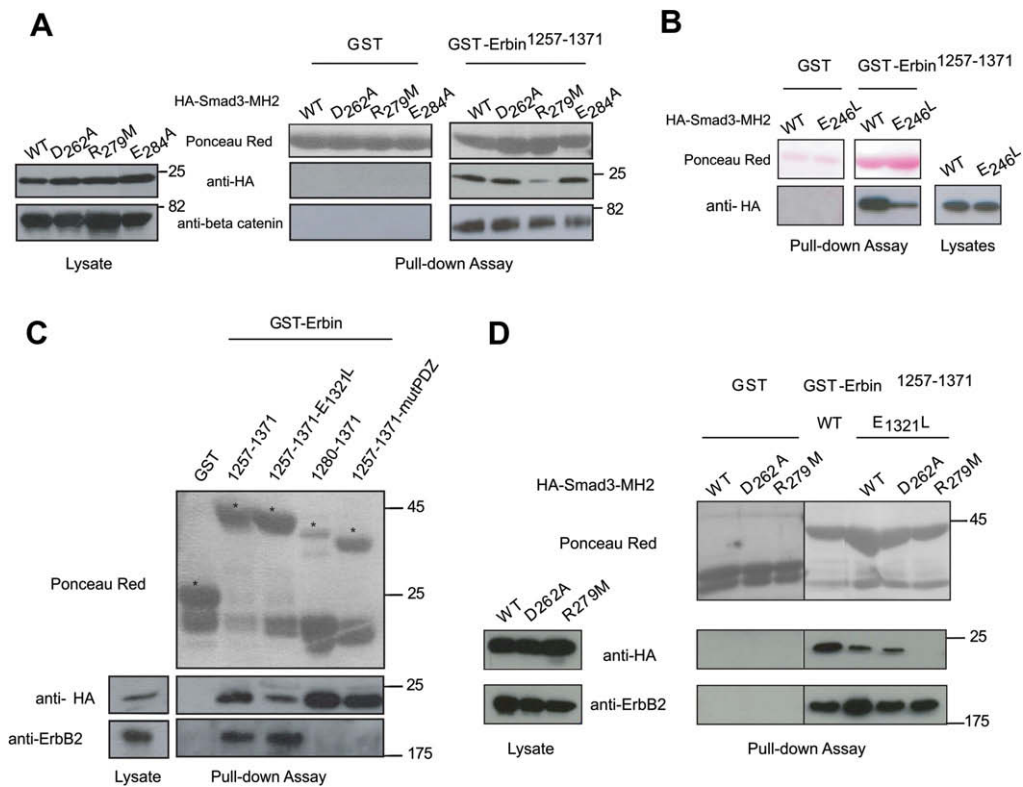 A
GST
GST-Erbin1257-1371
HA-Smad3-MH2
WT D262A R279M E284A
WT D262A R279M E284A
WT D262A R279M E284A
Ponceau Red
25
anti-HA
25
82
anti-beta catenin
82
Lysate
Pull-down Assay
B
GST
GST-Erbin1257-1371
HA-Smad3-MH2
WT E246L
WT E246L
Ponceau Red
WT E246L
anti- HA
Pull-down Assay
Lysates
C
GST-Erbin
GST
1257-1371
1257-1371-E1321L
1280-1371
1257-1371-mutPDZ
* * * * *
45
Ponceau Red
25
anti- HA
25
anti-ErbB2
175
Lysate
Pull-down Assay
D
GST
GST-Erbin 1257-1371
WT
E1321L
HA-Smad3-MH2
WT D262A R279M
WT D262A R279M
45
Ponceau Red
WT D262A R279M
25
anti-HA
anti-ErbB2
175
Lysate
Pull-down Assay